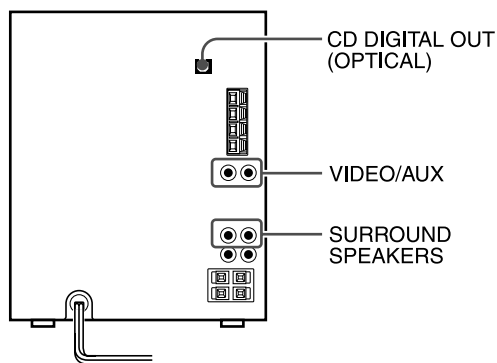 CD DIGITAL OUT
(OPTICAL)
VIDEO/AUX
SURROUND
SPEAKERS